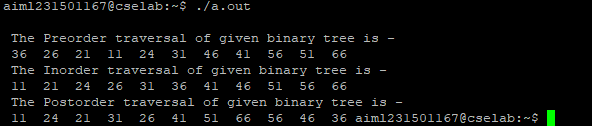 aiml231501167@cselab:~$ ./a.out
The Preorder traversal of given binary tree is -
36 26 21 11 24 31 46 41 56 51 66
The Inorder traversal of given binary tree is -
11 21 24 26 31 36 41 46 51 56 66
The Postorder traversal of given binary tree is -
11 24 21 31 26 41 51 66 56 46 36 aiml231501167@cselab:~$